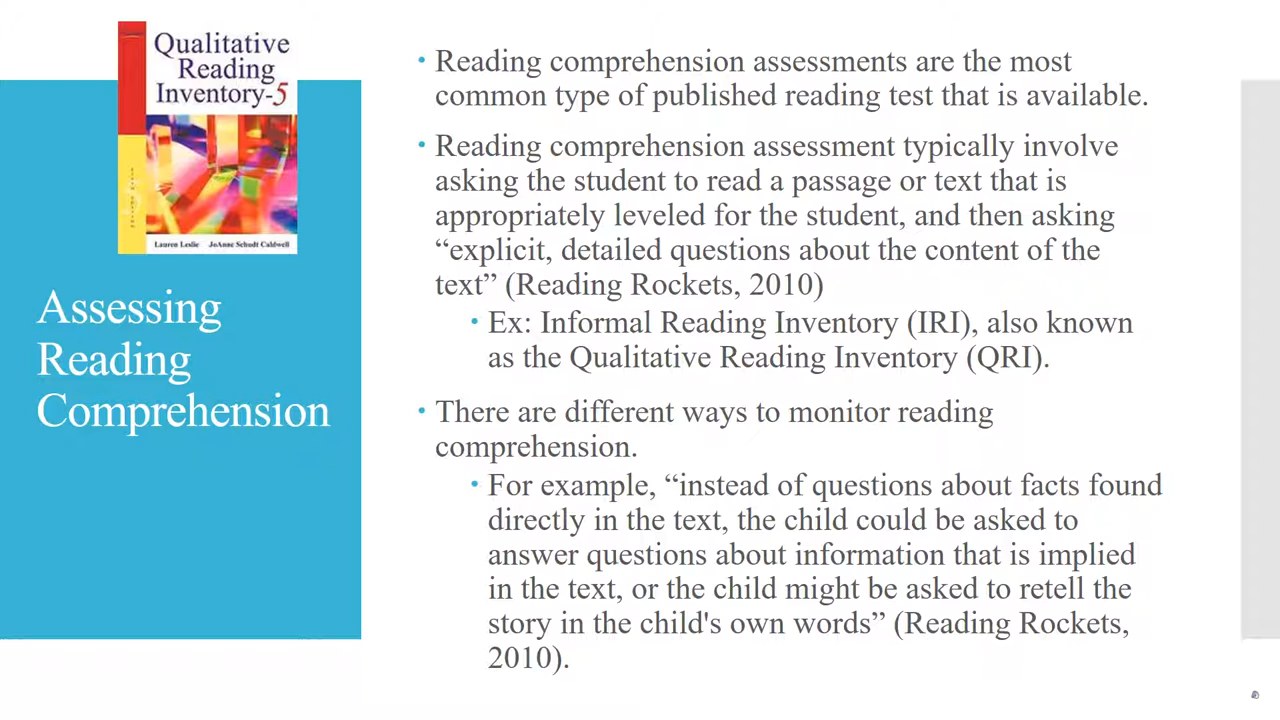 Qualitative
Reading
Inventory-5
Lauren Leslie JoAnne Schudt Caldwell
Assessing
Reading
Comprehension
• Reading comprehension assessments are the most
common type of published reading test that is available.
• Reading comprehension assessment typically involve
asking the student to read a passage or text that is
appropriately leveled for the student, and then asking
“explicit, detailed questions about the content of the
text” (Reading Rockets, 2010)
• Ex: Informal Reading Inventory (IRI), also known
as the Qualitative Reading Inventory (QRI).
• There are different ways to monitor reading
comprehension.
• For example, “instead of questions about facts found
directly in the text, the child could be asked to
answer questions about information that is implied
in the text, or the child might be asked to retell the
story in the child's own words” (Reading Rockets,
2010).